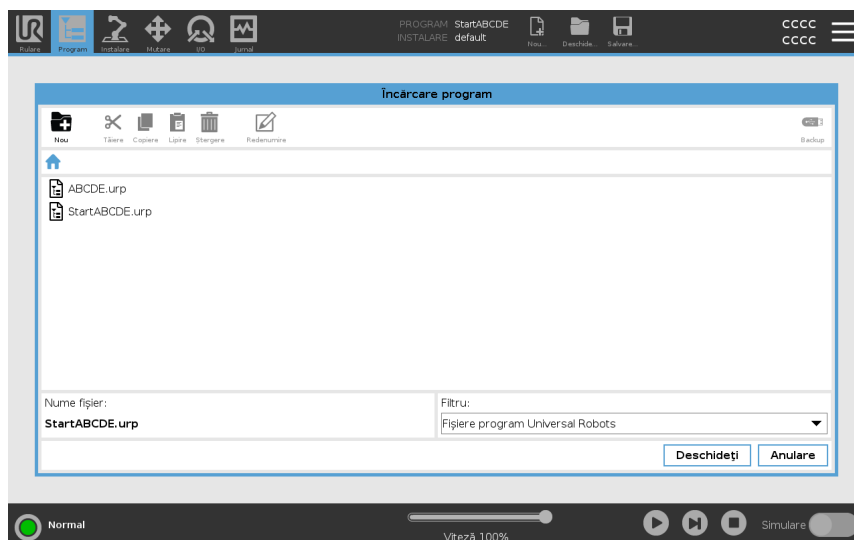 UR
PROGRAM StartABCDE
INSTALARE default
CCCC
CCCC
Rulare Program Instalare Mutare I/O Jurnal Nou... Deschide... Salvare...
Încărcare program
Nou Tăiere Copiere Lipire Ștergere Redenumire Backup
ABCDE.urp
StartABCDE.urp
Nume fișier: Filtru:
StartABCDE.urp Fișiere program Universal Robots
Deschideți Anulare
Normal Simulare
Viteză 100%